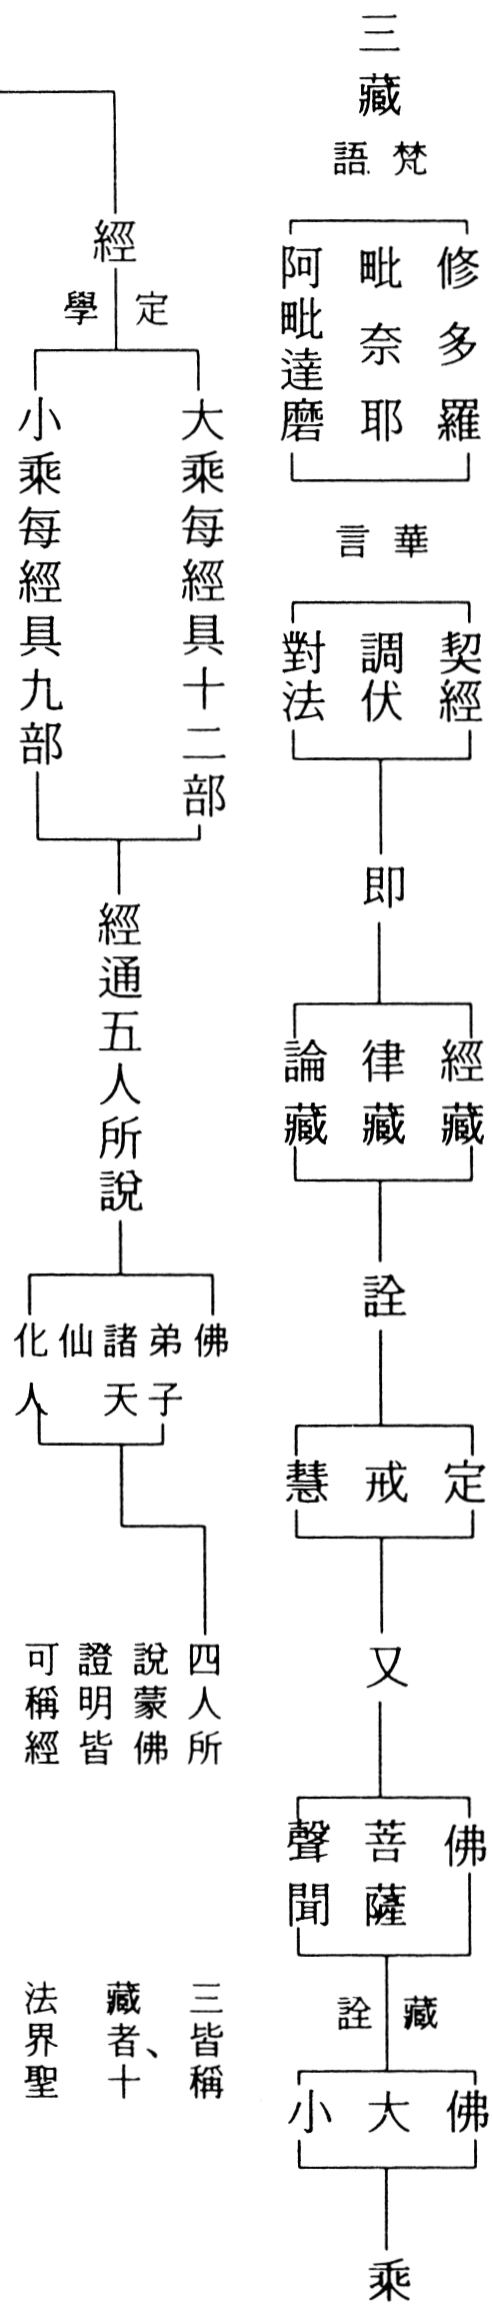 三藏
梵語
修多羅
毗奈耶
阿毗達磨
華言
契經
調伏
對法
即
經藏
律藏
論藏
詮
定
戒
慧
又
佛
菩薩
聲聞
藏詮
佛
大
小
乘
經
定學
大乘每經具十二部
小乘每經具九部
經通五人所說
佛
弟子
諸天
仙
化人
四人所
說蒙佛
證明皆
可稱經
三皆稱
藏者、十
法界聖